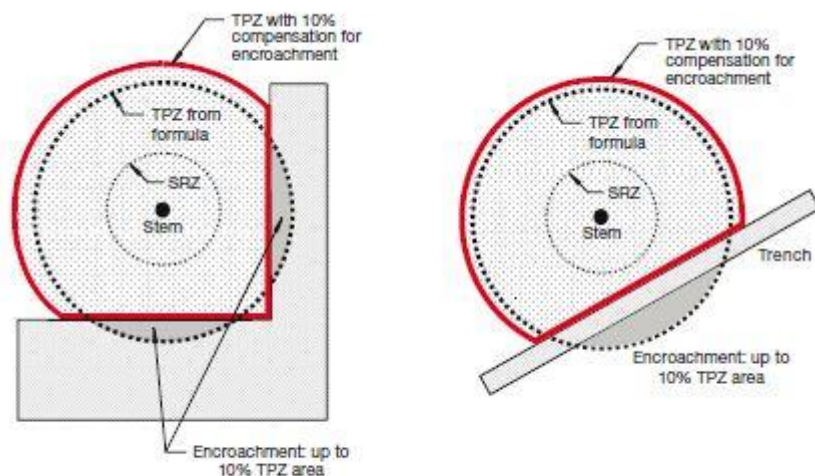 TPZ with 10%
compensation for
encroachment
TPZ from
formula
SRZ
Stem
Encroachment: up to
10% TPZ area
TPZ with 10%
compensation for
encroachment
TPZ from
formula
SRZ
Stem
Trench
Encroachment: up to
10% TPZ area